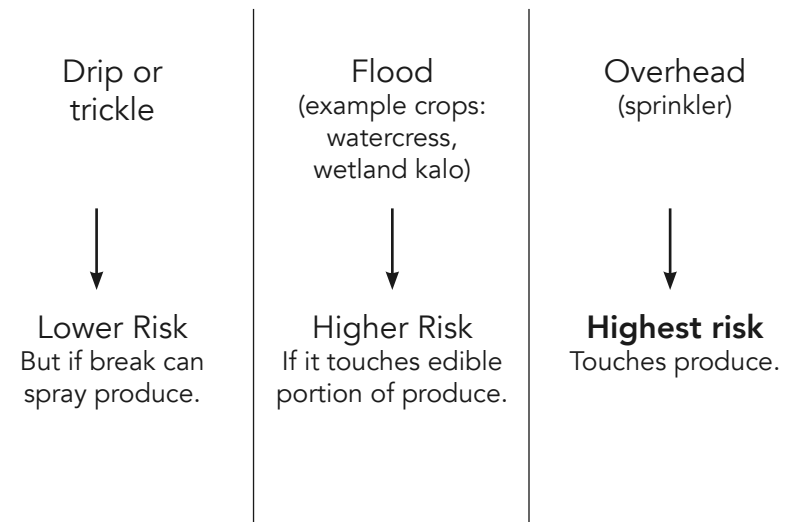 Drip or
trickle
Lower Risk
But if break can
spray produce.
Flood
(example crops:
watercress,
wetland kalo)
Higher Risk
If it touches edible
portion of produce.
Overhead
(sprinkler)
Highest risk
Touches produce.